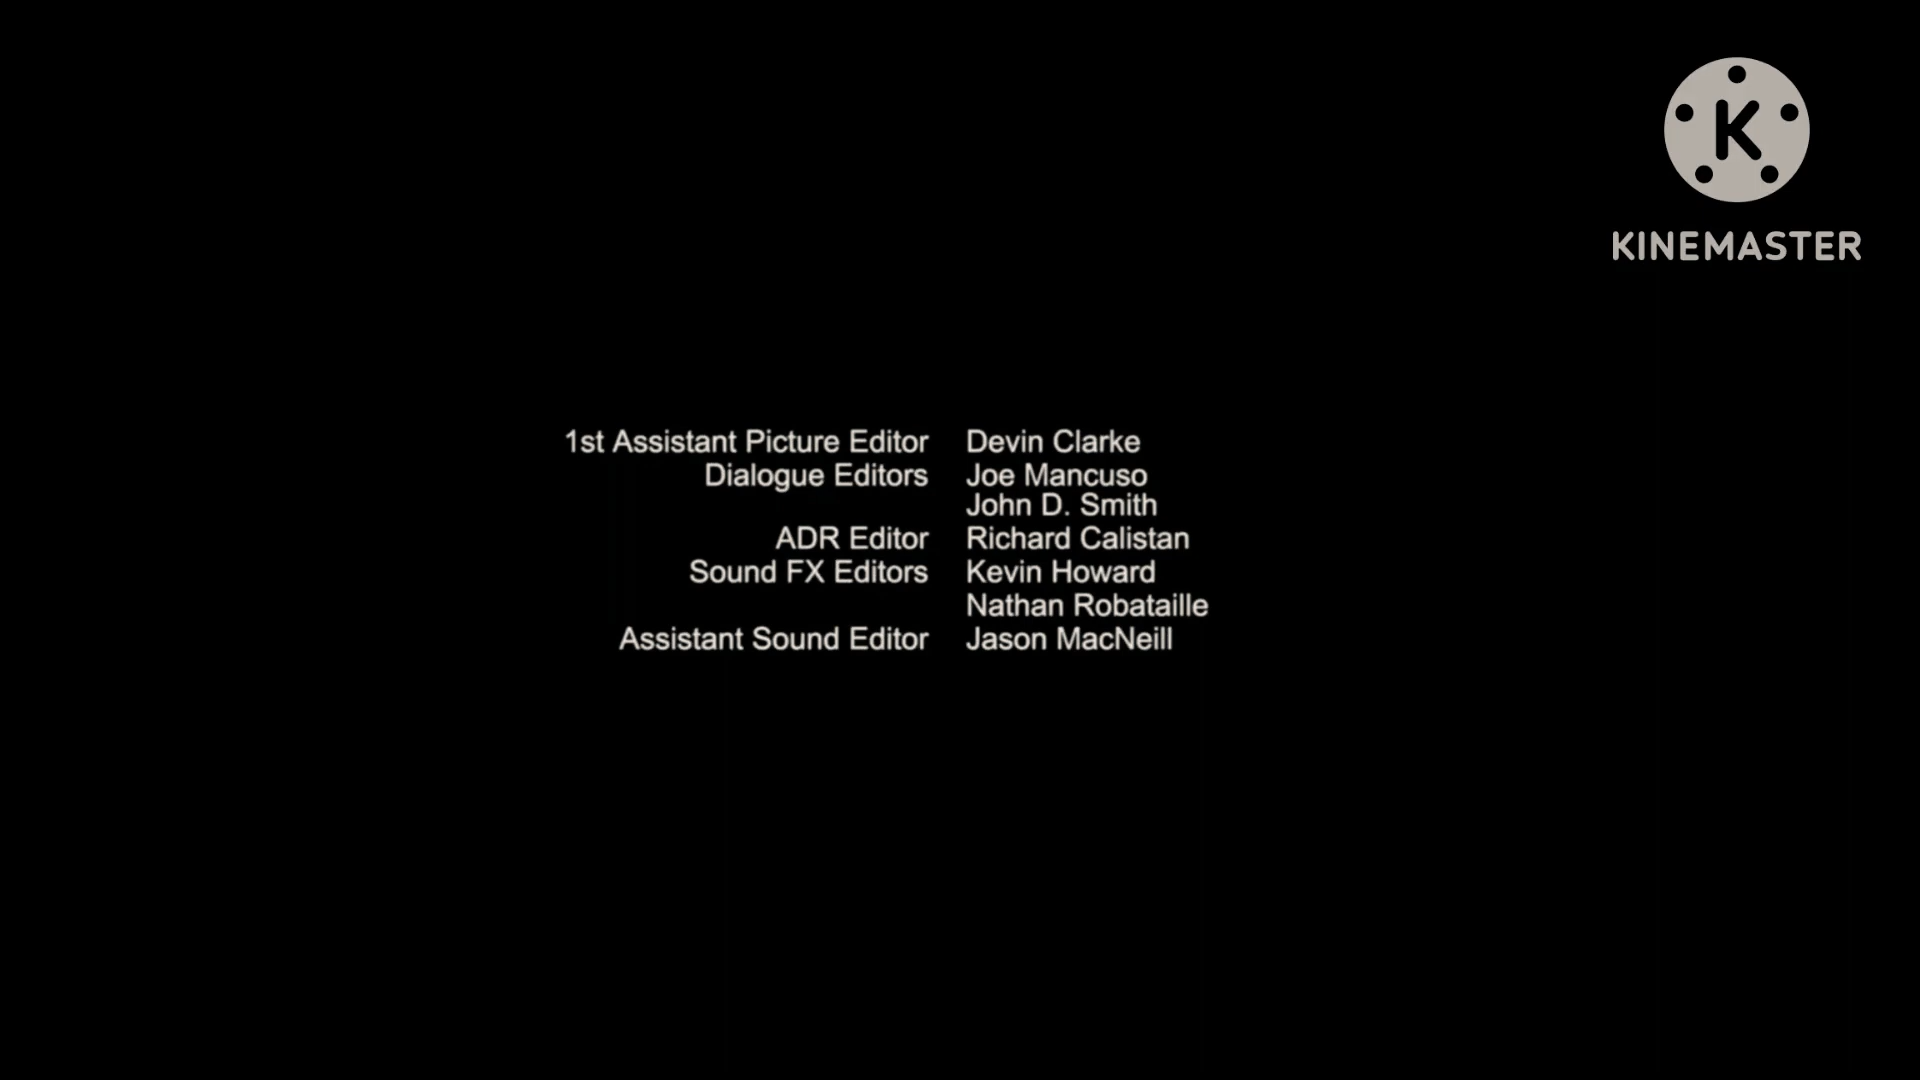 K
KINEMASTER
1st Assistant Picture Editor Devin Clarke
Dialogue Editors Joe Mancuso
John D. Smith
ADR Editor Richard Calistan
Sound FX Editors Kevin Howard
Nathan Robataille
Assistant Sound Editor Jason MacNeill